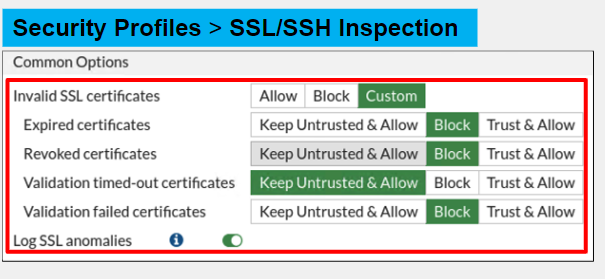 Security Profiles > SSL/SSH Inspection
Common Options
Invalid SSL certificates Allow Block Custom
Expired certificates Keep Untrusted & Allow Block Trust & Allow
Revoked certificates Keep Untrusted & Allow Block Trust & Allow
Validation timed-out certificates Keep Untrusted & Allow Block Trust & Allow
Validation failed certificates Keep Untrusted & Allow Block Trust & Allow
Log SSL anomalies i